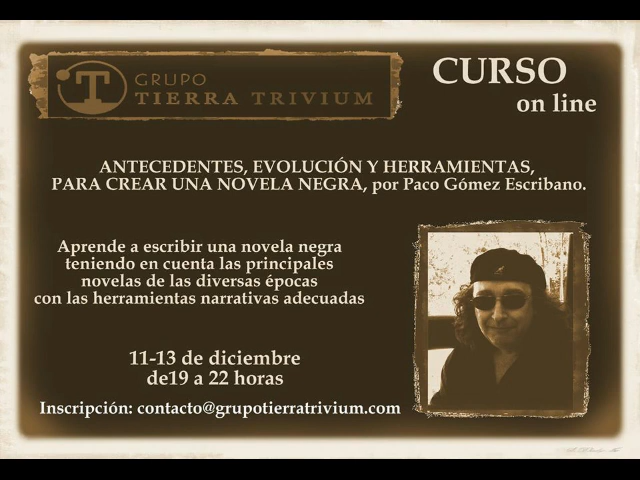 GRUPO
TIERRA TRIVIUM
CURSO
on line
ANTECEDENTES, EVOLUCIÓN Y HERRAMIENTAS,
PARA CREAR UNA NOVELA NEGRA, por Paco Gómez Escribano.
Aprende a escribir una novela negra
teniendo en cuenta las principales
novelas de las diversas épocas
con las herramientas narrativas adecuadas
11-13 de diciembre
de19 a 22 horas
Inscripción: contacto@grupotierratrivium.com